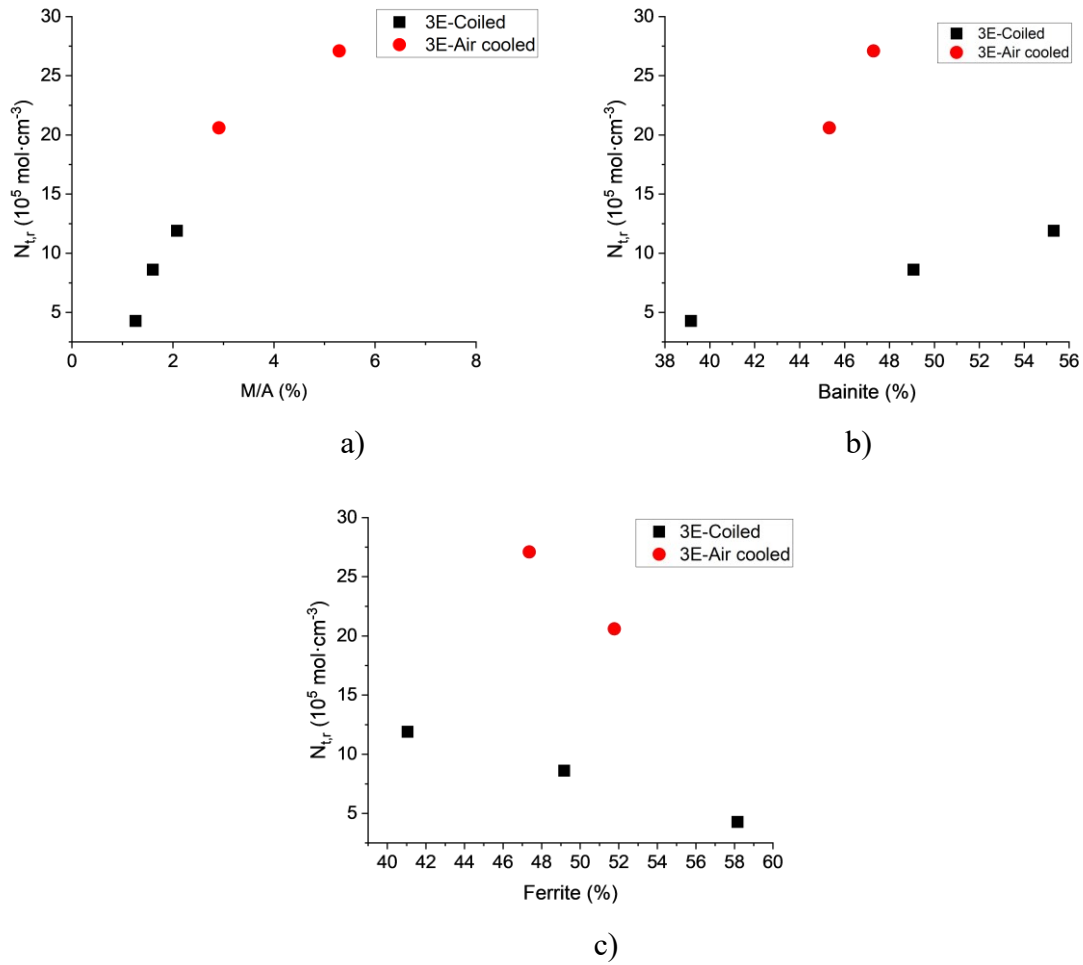 30
25
20
15
10
5
N_{t,r} (10^5 mol·cm^{-3})
3E-Coiled
3E-Air cooled
0 2 4 6 8
M/A (%)
a)
30
25
20
15
10
5
N_{t,r} (10^5 mol·cm^{-3})
3E-Coiled
3E-Air cooled
38 40 42 44 46 48 50 52 54 56
Bainite (%)
b)
30
25
20
15
10
5
N_{t,r} (10^5 mol·cm^{-3})
3E-Coiled
3E-Air cooled
40 42 44 46 48 50 52 54 56 58 60
Ferrite (%)
c)